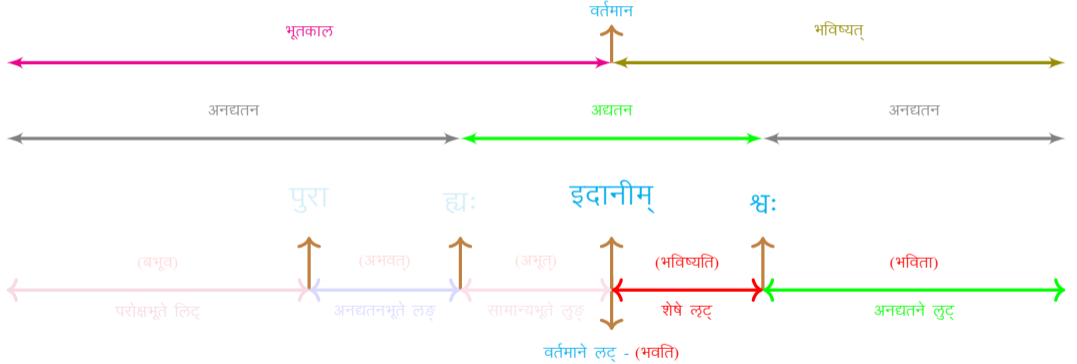 वर्तमान
भूतकाल भविष्यत्
अनद्यतन अद्यतन अनद्यतन
पुरा ह्यः इदानीम् श्वः
(बभूव) (अभवत्) (अभूत्) (भविष्यति) (भविता)
परोक्षभूते लिट् अनद्यतनभूते लङ् सामान्यभूते लुङ् शेषे लृट् अनद्यतने लुट्
वर्तमाने लट् - (भवति)